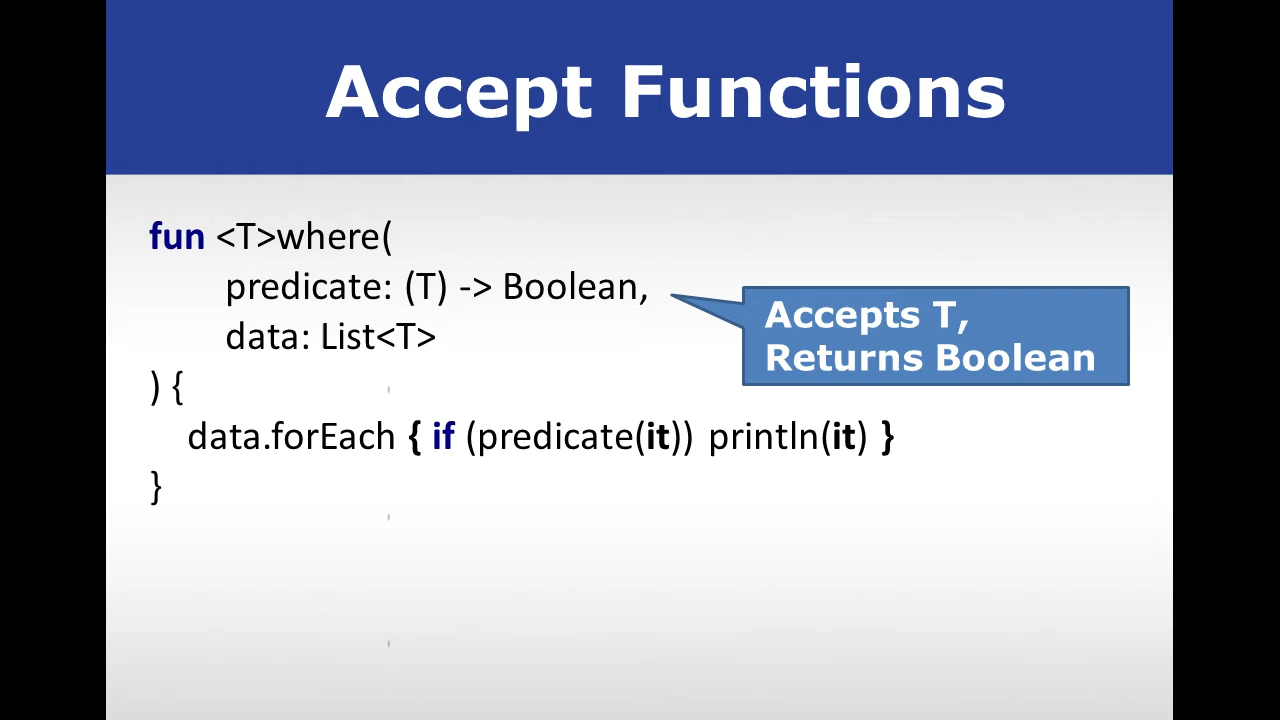 Accept Functions
fun <T>where(
predicate: (T) -> Boolean,
data: List<T>
) {
data.forEach { if (predicate(it)) println(it) }
}
Accepts T,
Returns Boolean